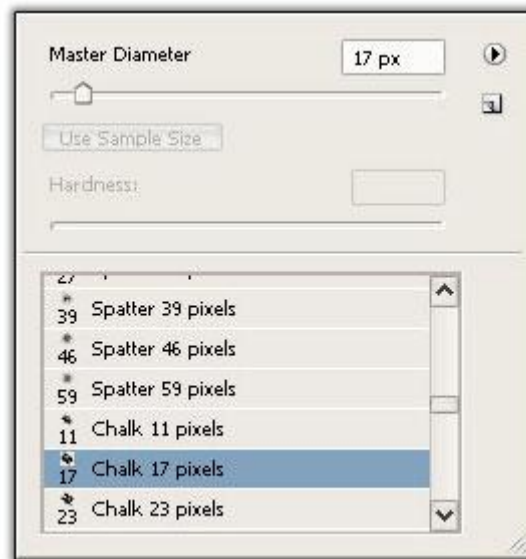 Master Diameter 17 px
Use Sample Size
Hardness:
27
39 Spatter 39 pixels
46 Spatter 46 pixels
59 Spatter 59 pixels
11 Chalk 11 pixels
17 Chalk 17 pixels
23 Chalk 23 pixels